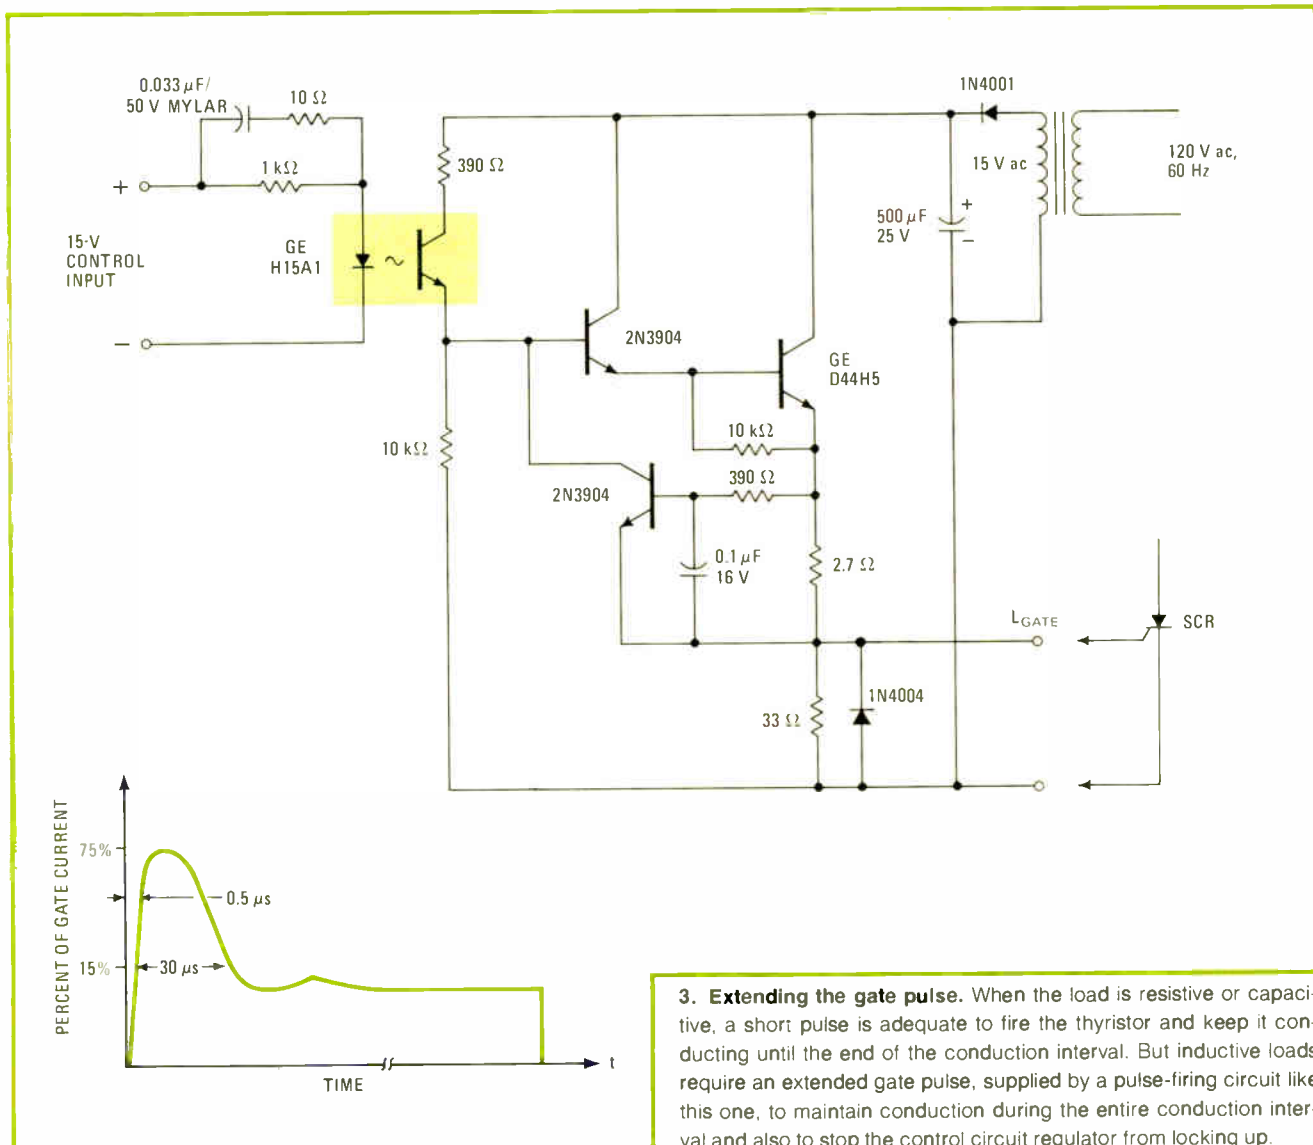 0.033 μF/
50 V MYLAR
10 Ω
1 kΩ
+
15-V
CONTROL
INPUT
−
GE
H15A1
390 Ω
2N3904
GE
D44H5
10 kΩ
10 kΩ
390 Ω
2N3904
0.1 μF
16 V
2.7 Ω
33 Ω
1N4004
1N4001
15 V ac
120 V ac,
60 Hz
500 μF
25 V
+
−
LGATE
SCR
PERCENT OF GATE CURRENT
75%
15%
0.5 μs
30 μs
TIME
t
3. Extending the gate pulse. When the load is resistive or capaci-
tive, a short pulse is adequate to fire the thyristor and keep it con-
ducting until the end of the conduction interval. But inductive loads
require an extended gate pulse, supplied by a pulse-firing circuit like
this one, to maintain conduction during the entire conduction inter-
val and also to stop the control circuit regulator from locking up.